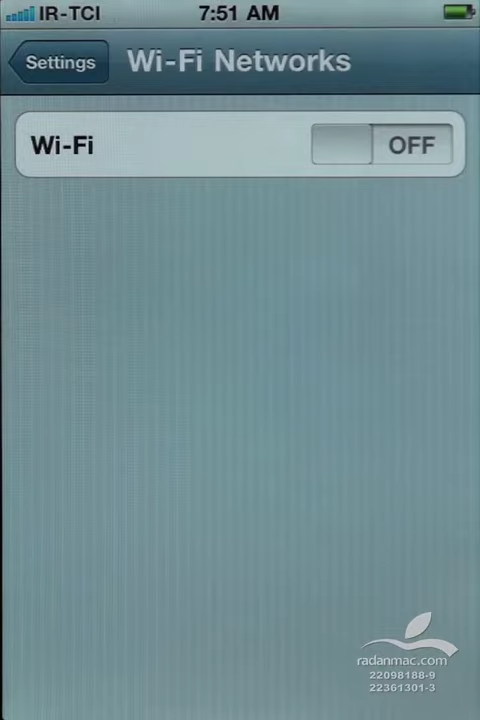 IR-TCI 7:51 AM
Settings Wi-Fi Networks
Wi-Fi OFF
radanmac.com
22098188-9
22361301-3